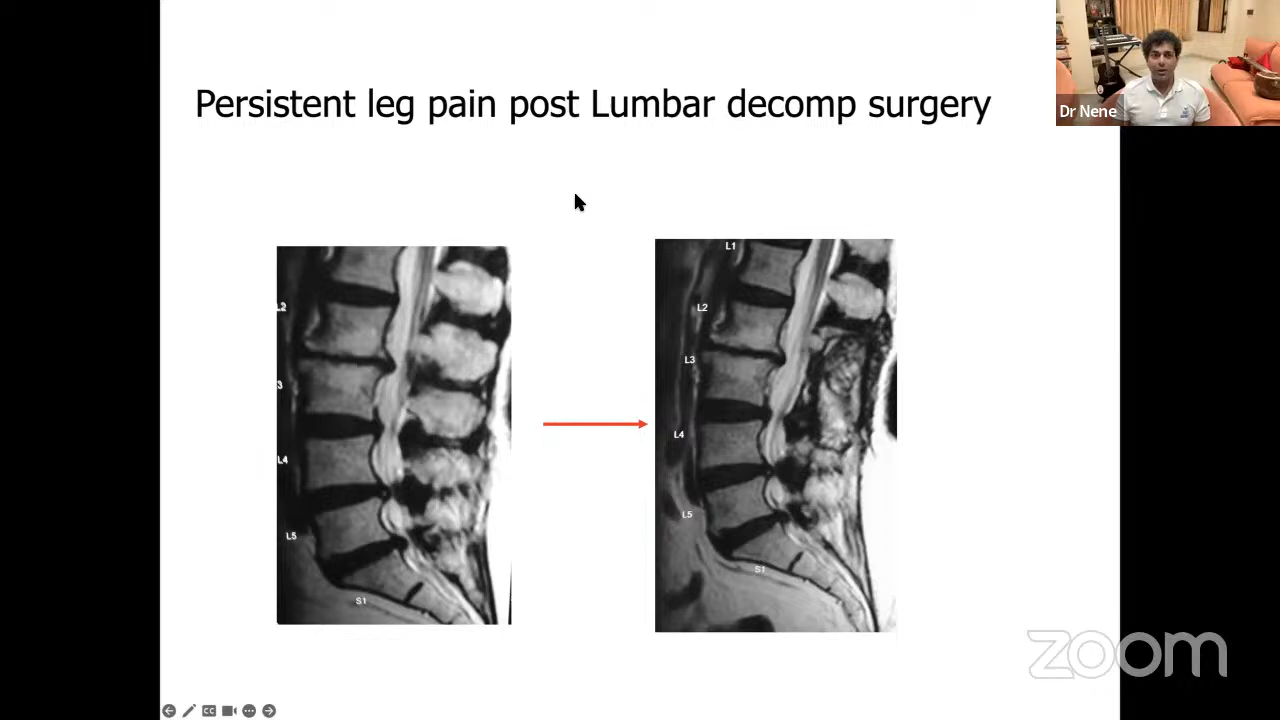 Persistent leg pain post Lumbar decomp surgery
Dr Nene
L2
3
L4
L5
S1
L1
L2
L3
L4
L5
S1
CC
zoom